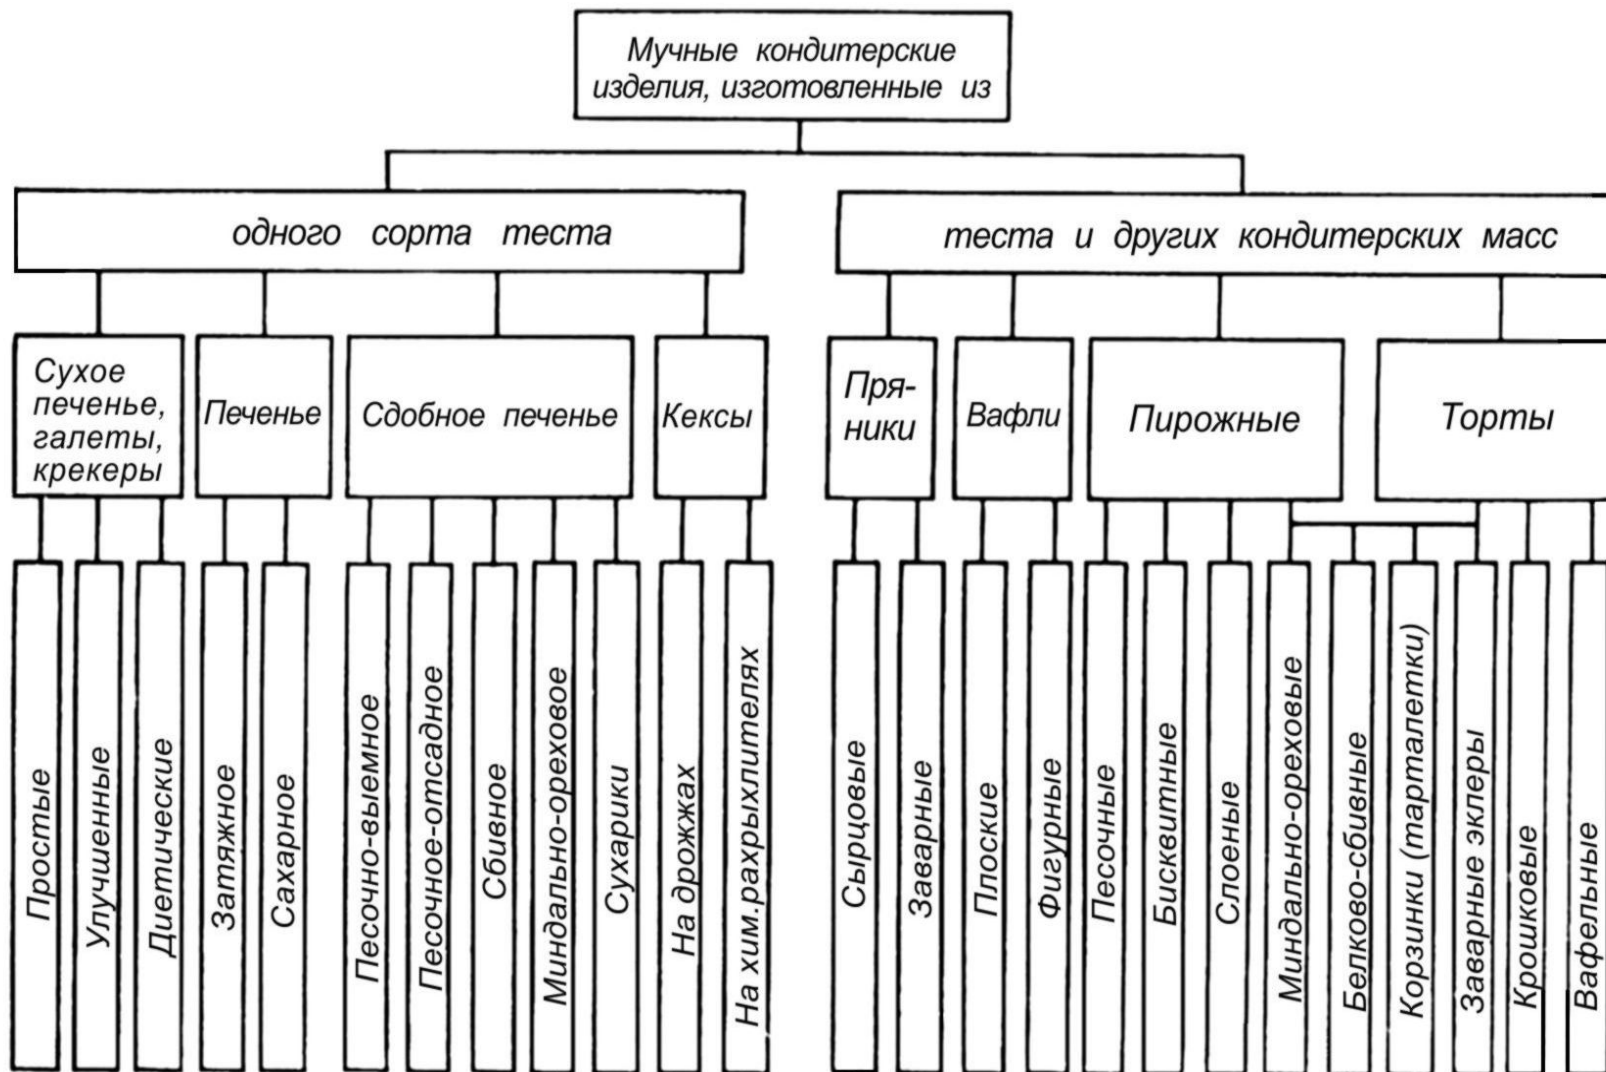 Мучные кондитерские
изделия, изготовленные из
одного сорта теста
теста и других кондитерских масс
Сухое
печенье,
галеты,
крекеры
Печенье
Сдобное печенье
Кексы
Пря-
ники
Вафли
Пирожные
Торты
Простые
Улучшенные
Диетические
Затяжное
Сахарное
Песочно-выемное
Песочное-отсадное
Сбивное
Миндально-ореховое
Сухарики
На дрожжах
На хим.рахрыхлителях
Сырцовые
Заварные
Плоские
Фигурные
Песочные
Бисквитные
Слоеные
Миндально-ореховые
Белково-сбивные
Корзинки (тарталетки)
Заварные эклеры
Крошковые
Вафельные